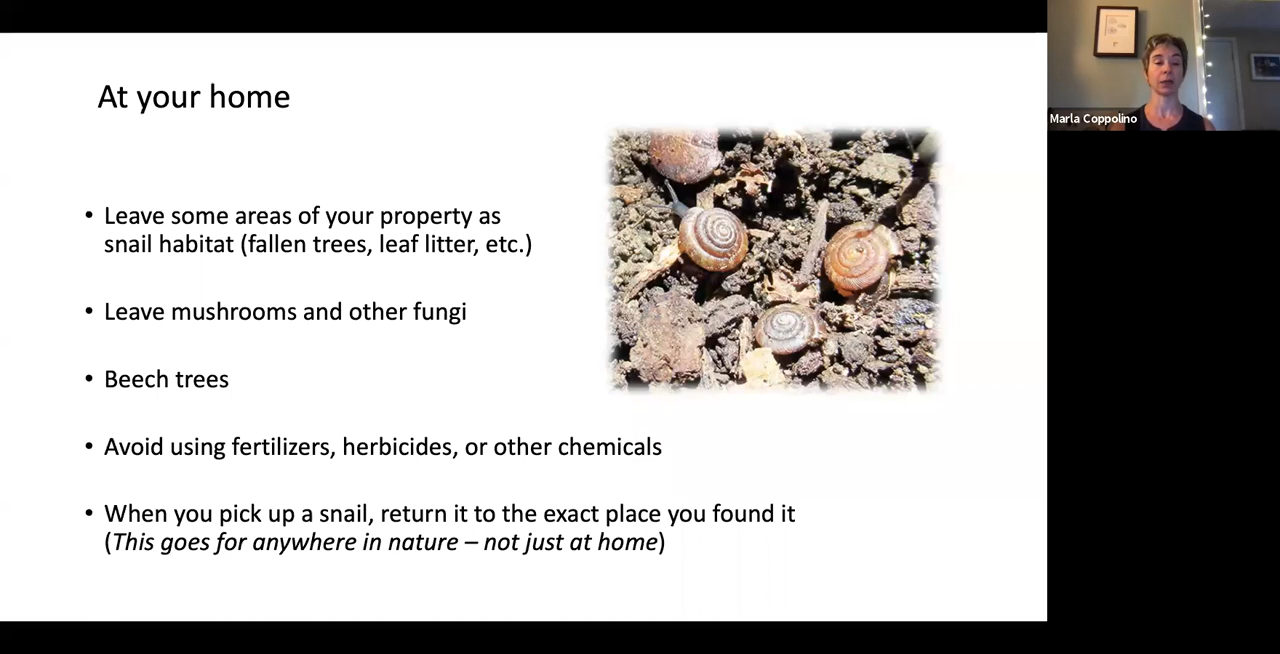 At your home
Marla Coppolino
• Leave some areas of your property as
snail habitat (fallen trees, leaf litter, etc.)
• Leave mushrooms and other fungi
• Beech trees
• Avoid using fertilizers, herbicides, or other chemicals
• When you pick up a snail, return it to the exact place you found it
(This goes for anywhere in nature – not just at home)